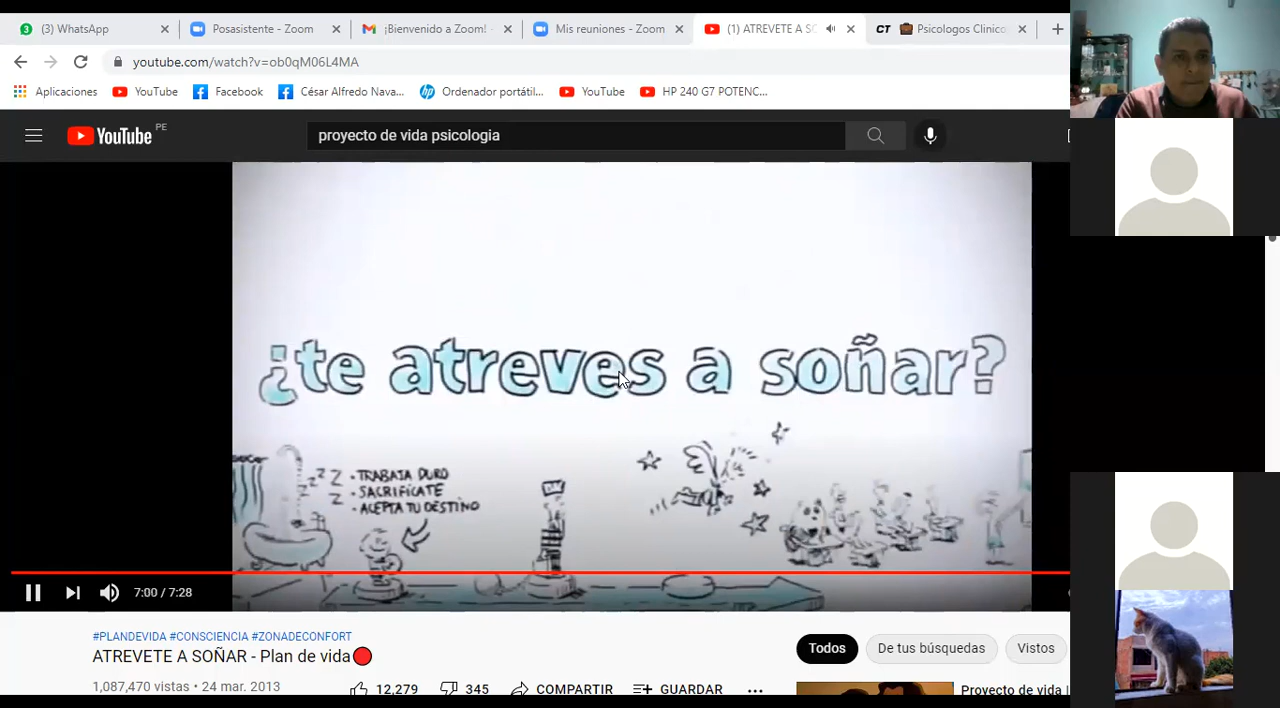 3
(3) WhatsApp
Posasistente - Zoom
¡Bienvenido a Zoom! -
Mis reuniones - Zoom
(1) ATREVETE A SO
CT
Psicologos Clinico
youtube.com/watch?v=ob0qM06L4MA
Aplicaciones
YouTube
Facebook
César Alfredo Nava...
hp
Ordenador portátil...
YouTube
HP 240 G7 POTENC...
YouTube PE
proyecto de vida psicologia
¿te atreves a soñar?
z z z
z
• TRABAJA DURO
• SACRIFÍCATE
• ACEPTA TU DESTINO
7:00 / 7:28
#PLANDEVIDA #CONSCIENCIA #ZONADECONFORT
ATREVETE A SOÑAR - Plan de vida
1,087,470 vistas • 24 mar. 2013
12,279
345
COMPARTIR
GUARDAR
...
Todos
De tus búsquedas
Vistos
Proyecto de vida |